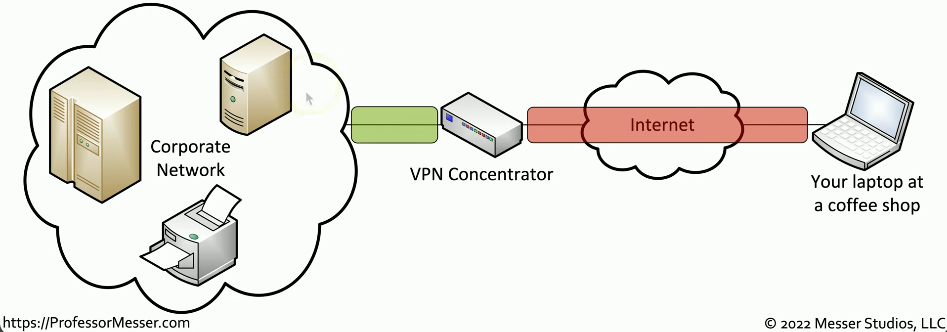 Corporate
Network
VPN Concentrator
Internet
Your laptop at
a coffee shop
https://ProfessorMesser.com
© 2022 Messer Studios, LLC